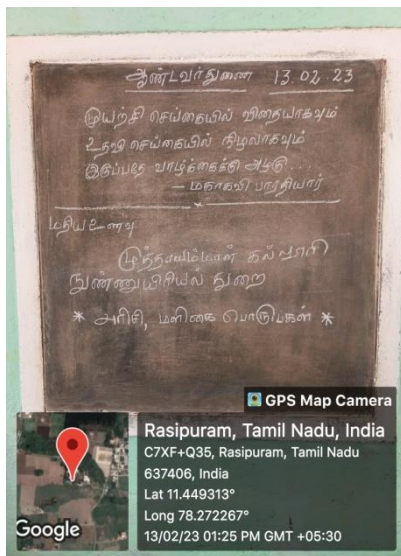 ஆண்டவர் துணை 13.02.23
முயற்சி செய்கையில் விதையாகவும்
உதவி செய்கையில் நிழலாகவும்
இருப்பதே வாழ்க்கைக்கு அழகு...
– மகாகவி பாரதியார்
மதிய உணவு
முத்தாயம்மாள் கல்லூரி
நுண்ணுயிரியல் துறை
* அரிசி, மளிகை பொருட்கள் *
GPS Map Camera
Rasipuram, Tamil Nadu, India
C7XF+Q35, Rasipuram, Tamil Nadu
637406, India
Lat 11.449313°
Long 78.272267°
13/02/23 01:25 PM GMT +05:30
Google